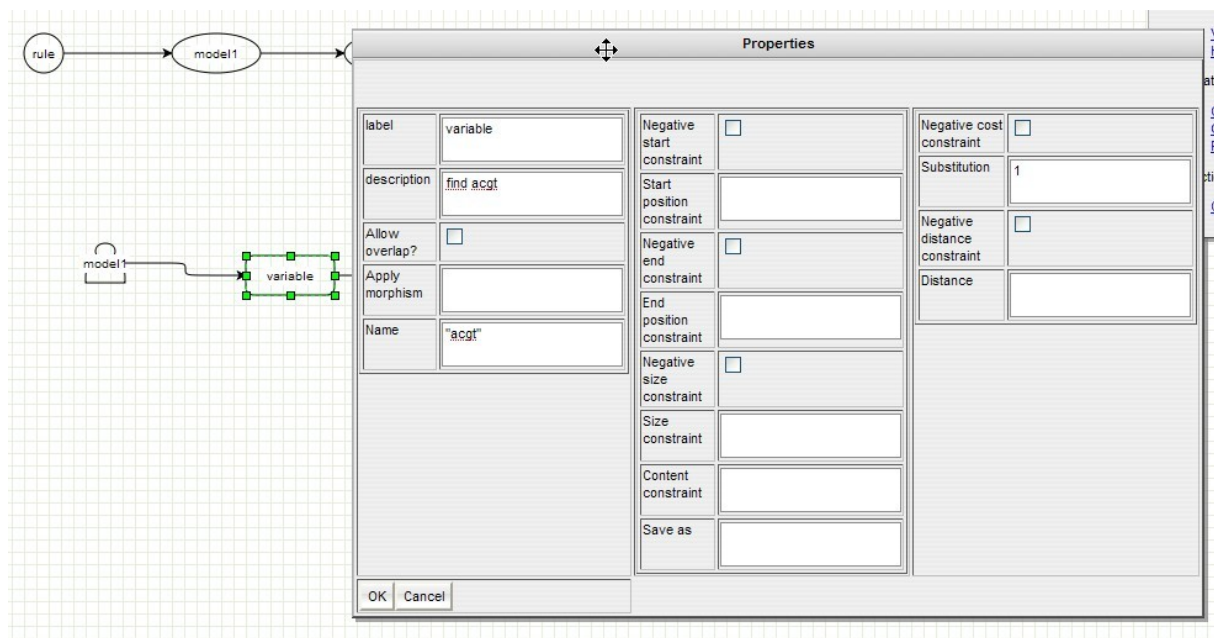 Properties
rule
model1
label
variable
description
find acgt
Allow
overlap?
Apply
morphism
Name
"acgt"
Negative
start
constraint
Start
position
constraint
Negative
end
constraint
End
position
constraint
Negative
size
constraint
Size
constraint
Content
constraint
Save as
Negative cost
constraint
Substitution
1
Negative
distance
constraint
Distance
model1
variable
OK
Cancel